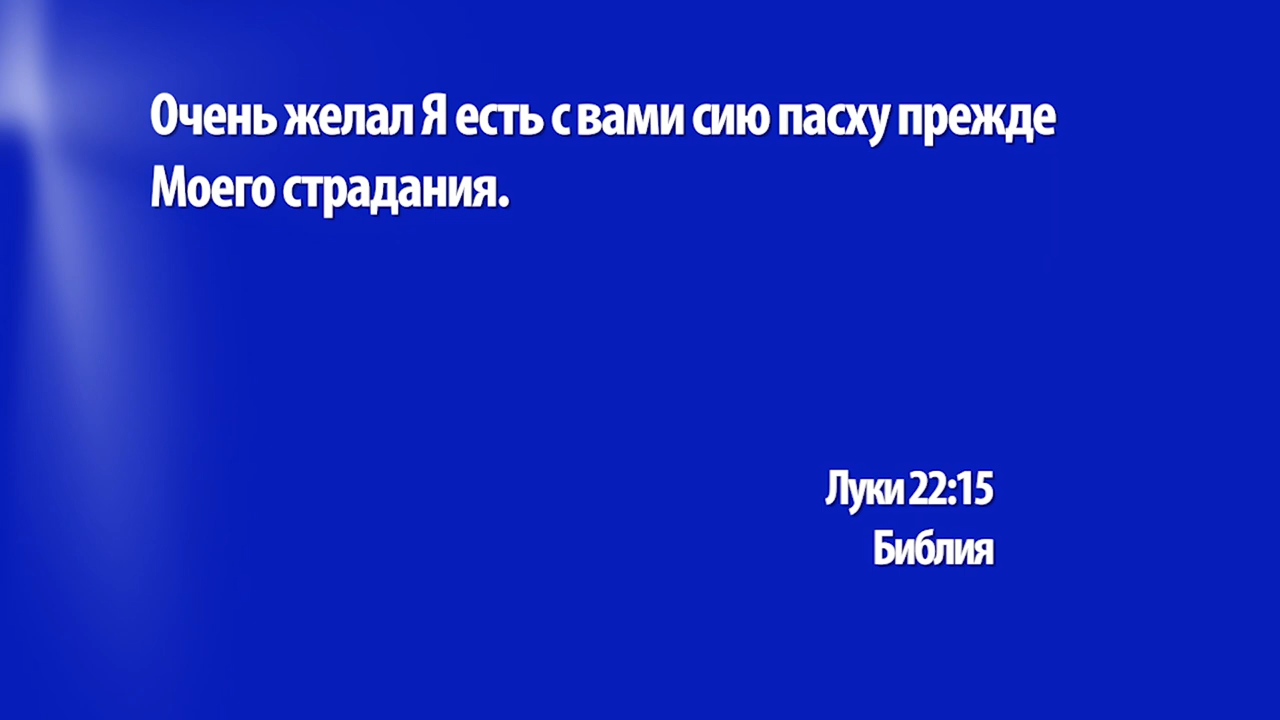 Очень желал Я есть с вами сию пасху прежде
Моего страдания.
Луки 22:15
Библия